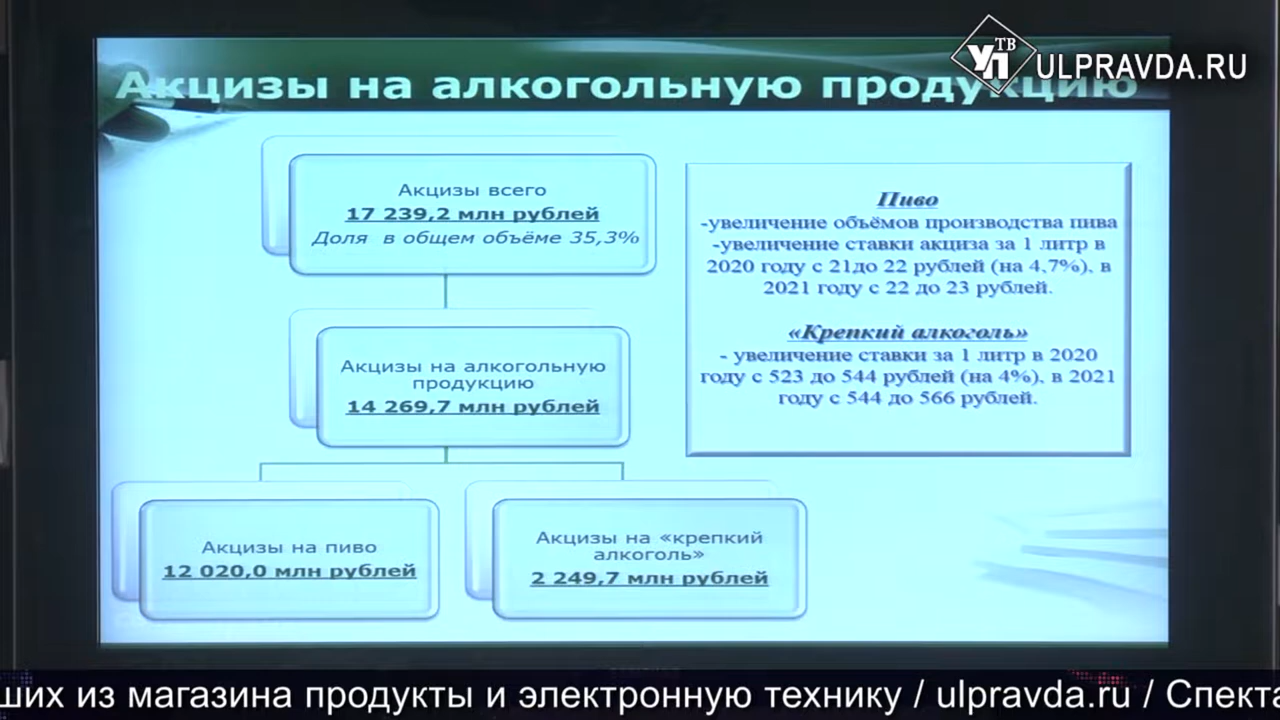 УП ТВ ULPRAVDA.RU
Акцизы на алкогольную продукцию
Акцизы всего
17 239,2 млн рублей
Доля в общем объёме 35,3%
Акцизы на алкогольную
продукцию
14 269,7 млн рублей
Акцизы на пиво
12 020,0 млн рублей
Акцизы на «крепкий
алкоголь»
2 249,7 млн рублей
Пиво
-увеличение объёмов производства пива
-увеличение ставки акциза за 1 литр в
2020 году с 21до 22 рублей (на 4,7%), в
2021 году с 22 до 23 рублей.
«Крепкий алкоголь»
- увеличение ставки за 1 литр в 2020
году с 523 до 544 рублей (на 4%), в 2021
году с 544 до 566 рублей.
ших из магазина продукты и электронную технику / ulpravda.ru / Спекта